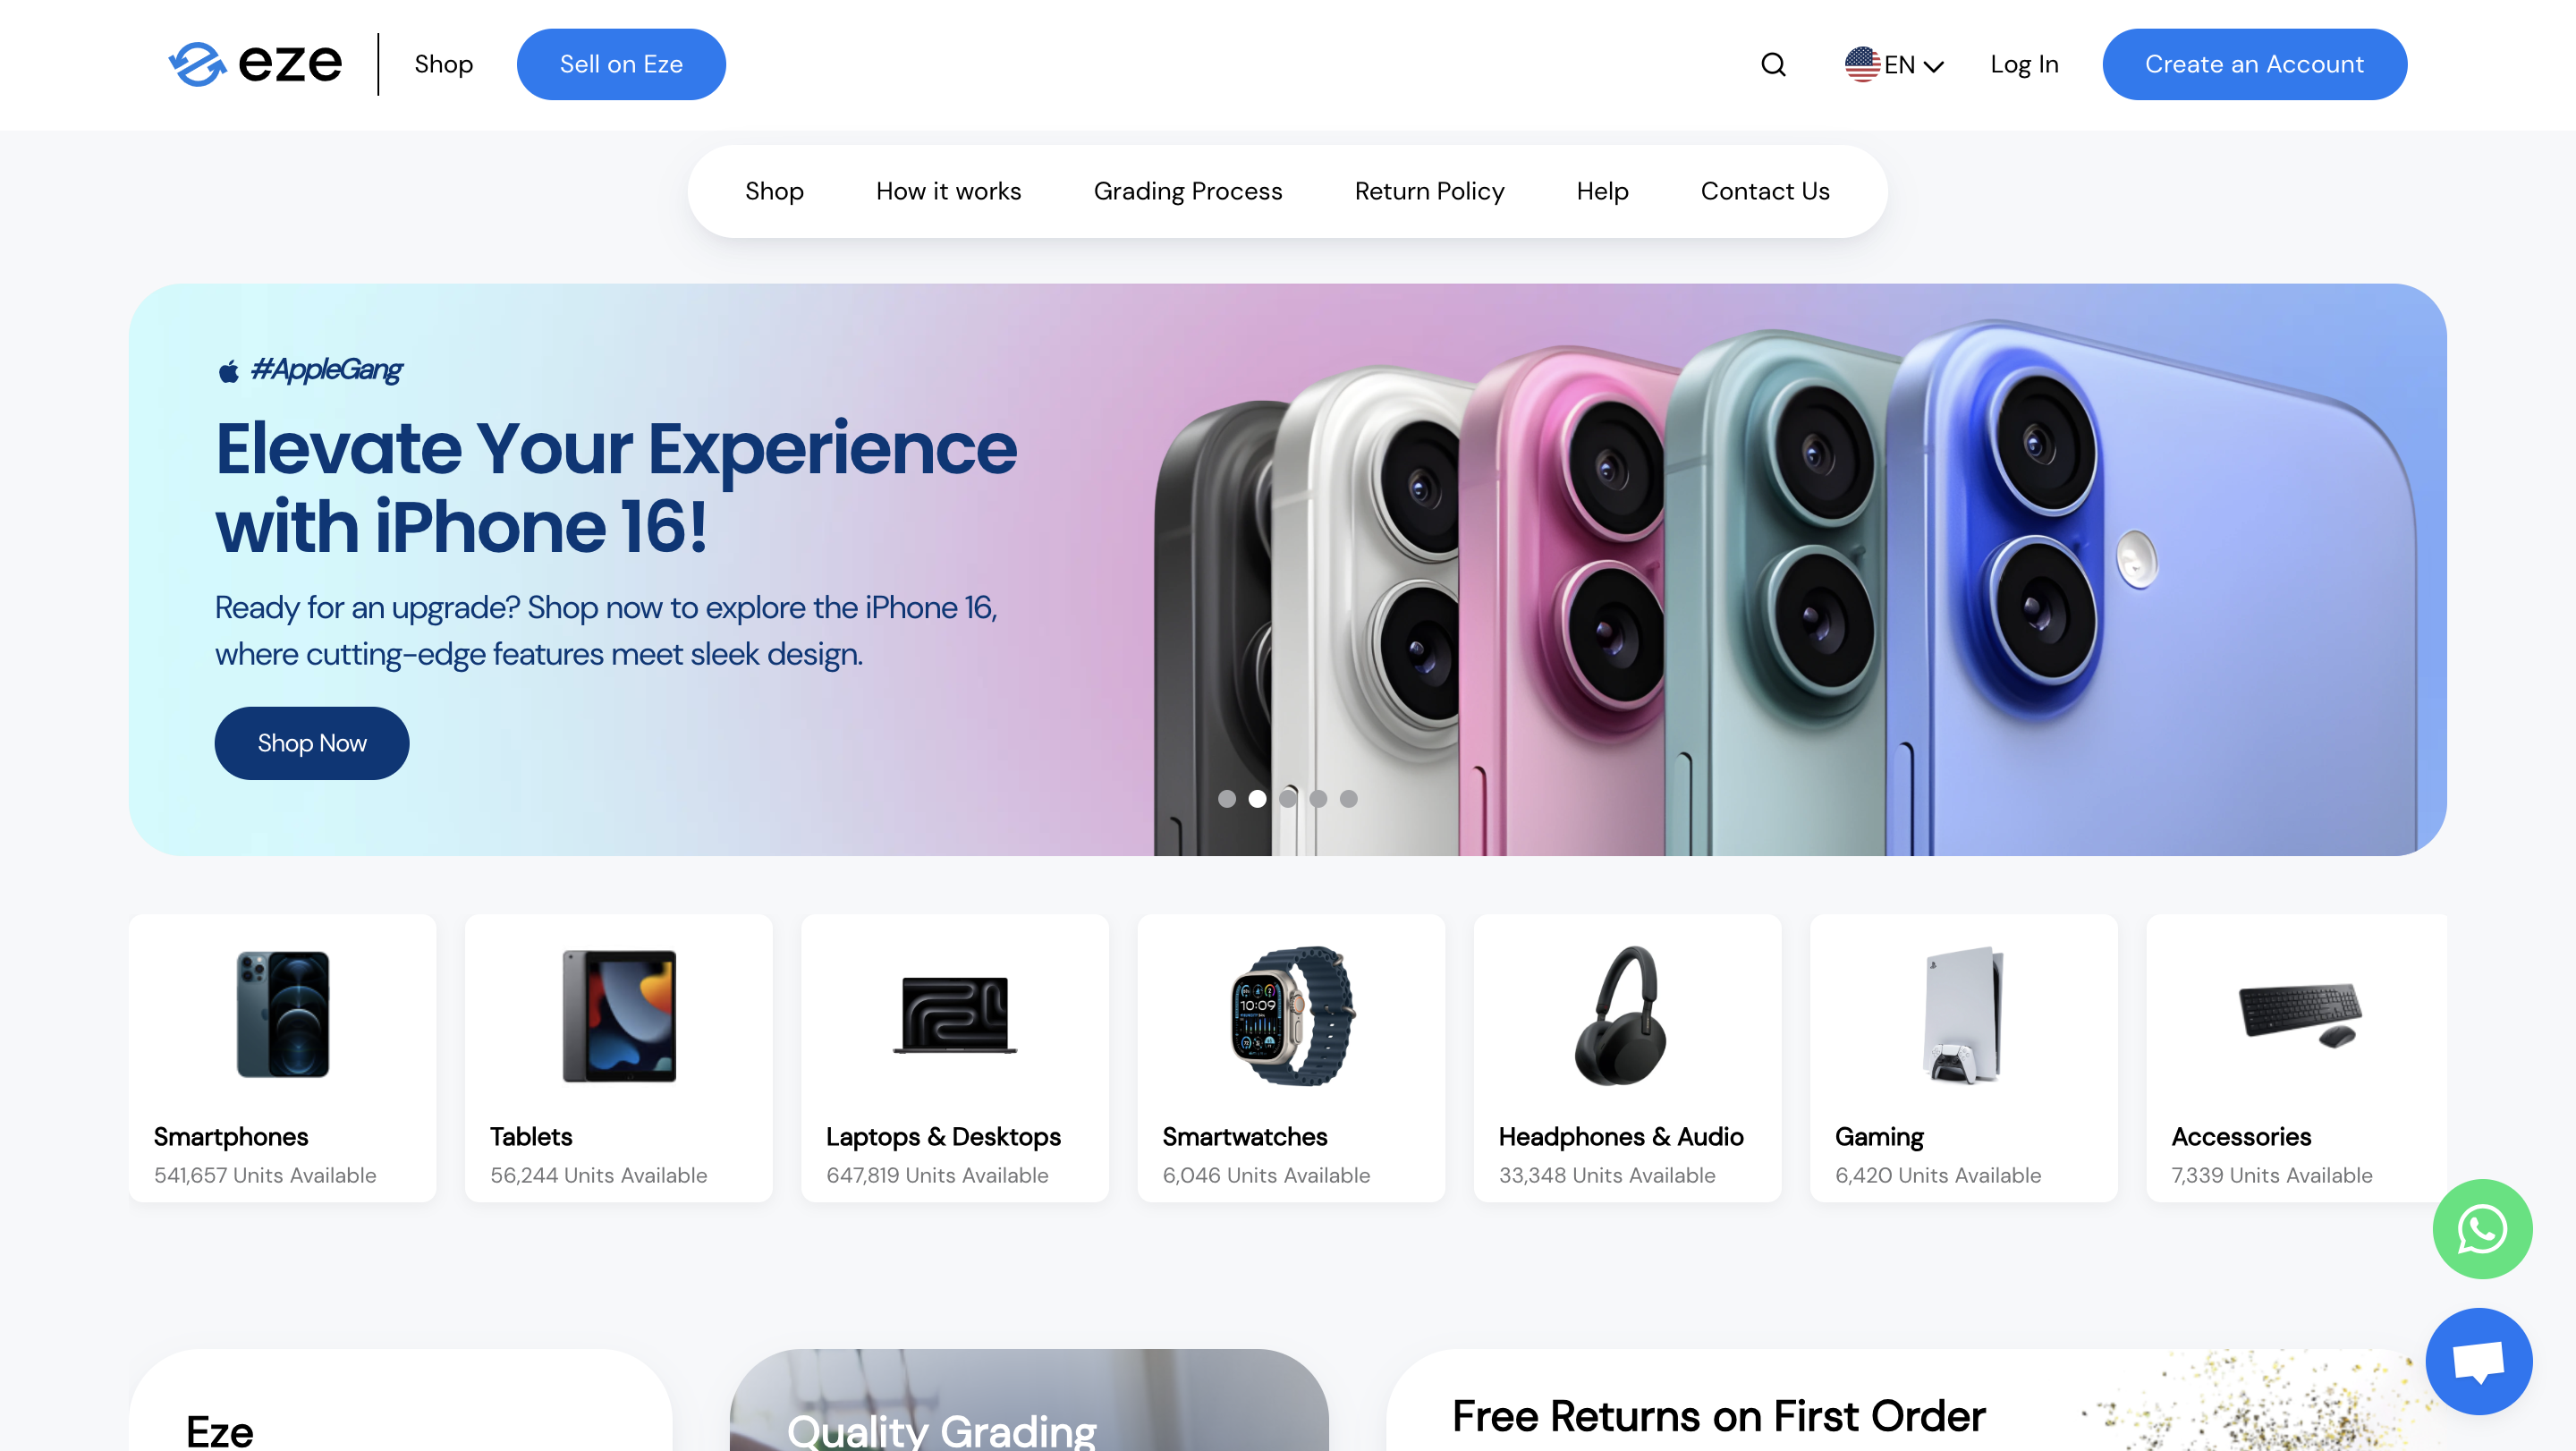 eze
Shop
Sell on Eze
EN
Log In
Create an Account
Shop
How it works
Grading Process
Return Policy
Help
Contact Us
#AppleGang
Elevate Your Experience
with iPhone 16!
Ready for an upgrade? Shop now to explore the iPhone 16,
where cutting-edge features meet sleek design.
Shop Now
10:09
Smartphones
541,657 Units Available
Tablets
56,244 Units Available
Laptops & Desktops
647,819 Units Available
Smartwatches
6,046 Units Available
Headphones & Audio
33,348 Units Available
Gaming
6,420 Units Available
Accessories
7,339 Units Available
Eze
Quality Grading
Free Returns on First Order